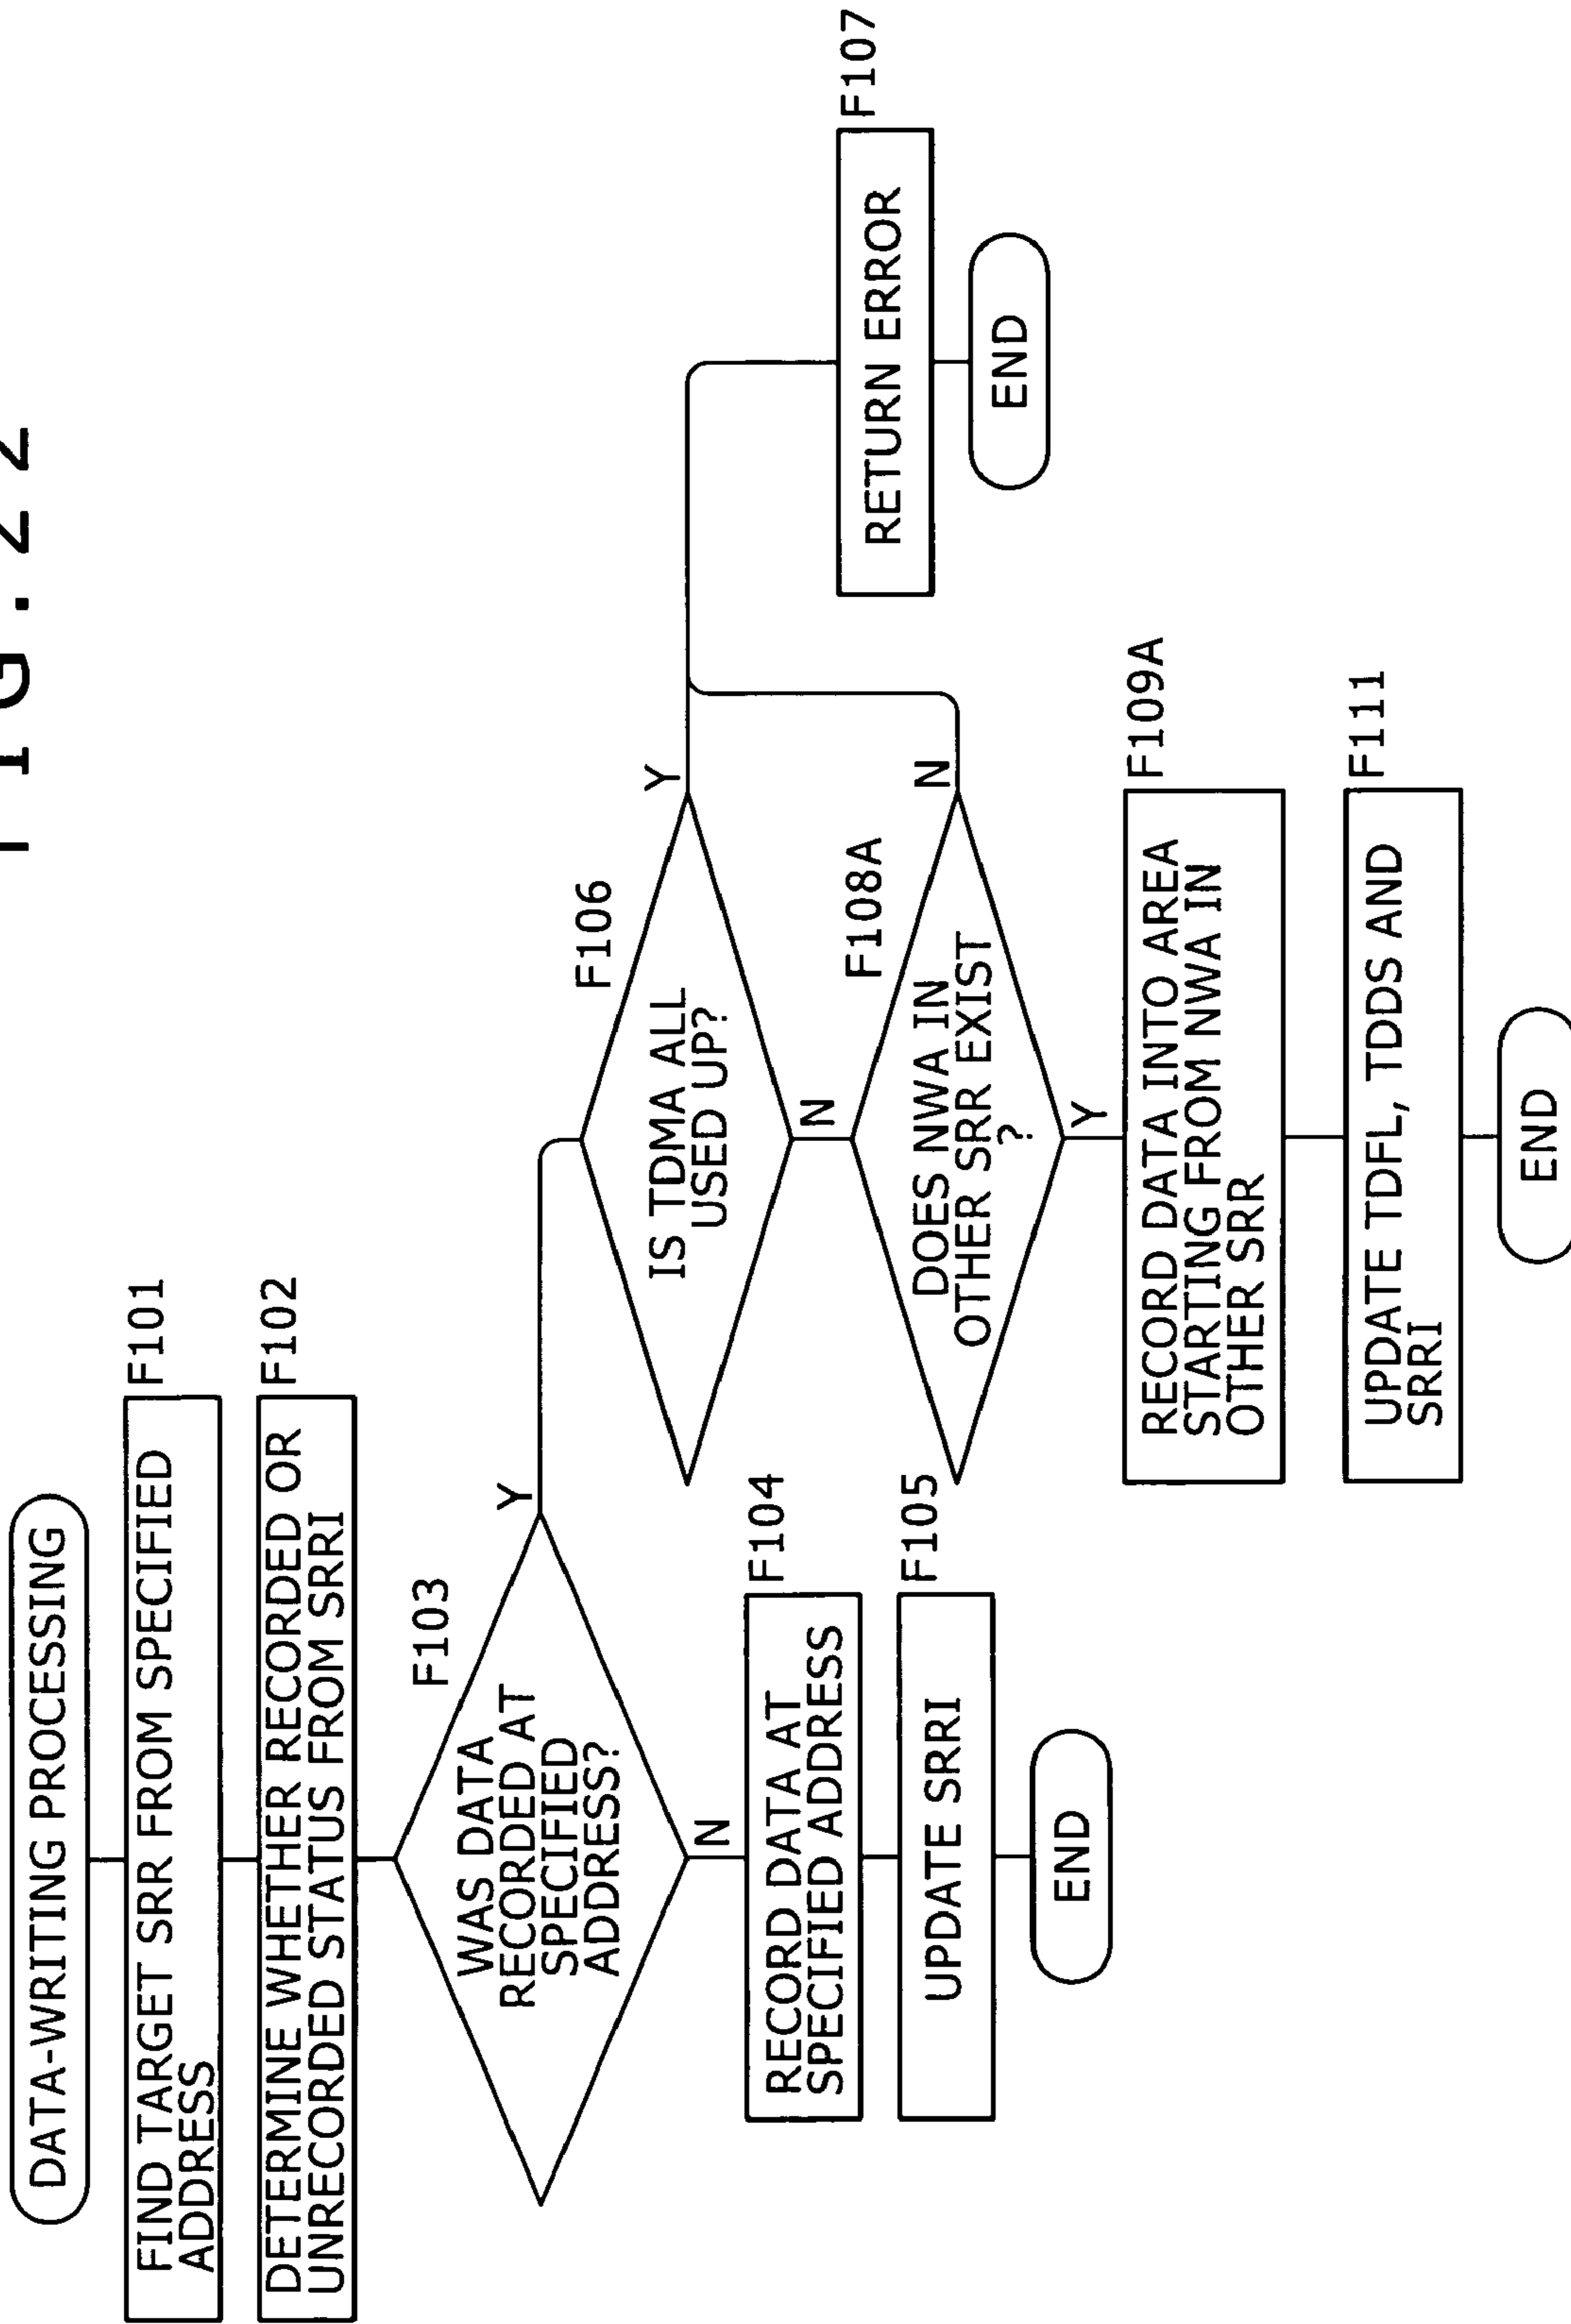 FIG. 22
DATA-WRITING PROCESSING
F101
FIND TARGET SRR FROM SPECIFIED
ADDRESS
F102
DETERMINE WHETHER RECORDED OR
UNRECORDED STATUS FROM SRRI
F103
WAS DATA
RECORDED AT
SPECIFIED
ADDRESS?
Y
N
F104
RECORD DATA AT
SPECIFIED ADDRESS
F105
UPDATE SRRI
END
F106
IS TDMA ALL
USED UP?
Y
N
F107
RETURN ERROR
END
F108A
DOES NWA IN
OTHER SRR EXIST
?
N
Y
F109A
RECORD DATA INTO AREA
STARTING FROM NWA IN
OTHER SRR
F111
UPDATE TDFL, TDDS AND
SRRI
END